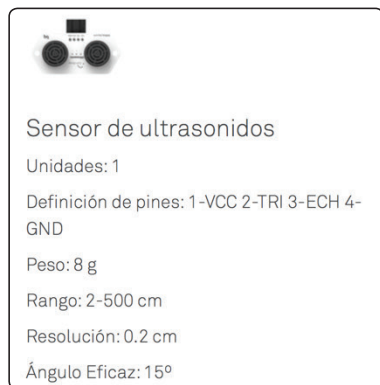 Sensor de ultrasonidos
Unidades: 1
Definición de pines: 1-VCC 2-TRI 3-ECH 4-
GND
Peso: 8 g
Rango: 2-500 cm
Resolución: 0.2 cm
Ángulo Eficaz: 15º